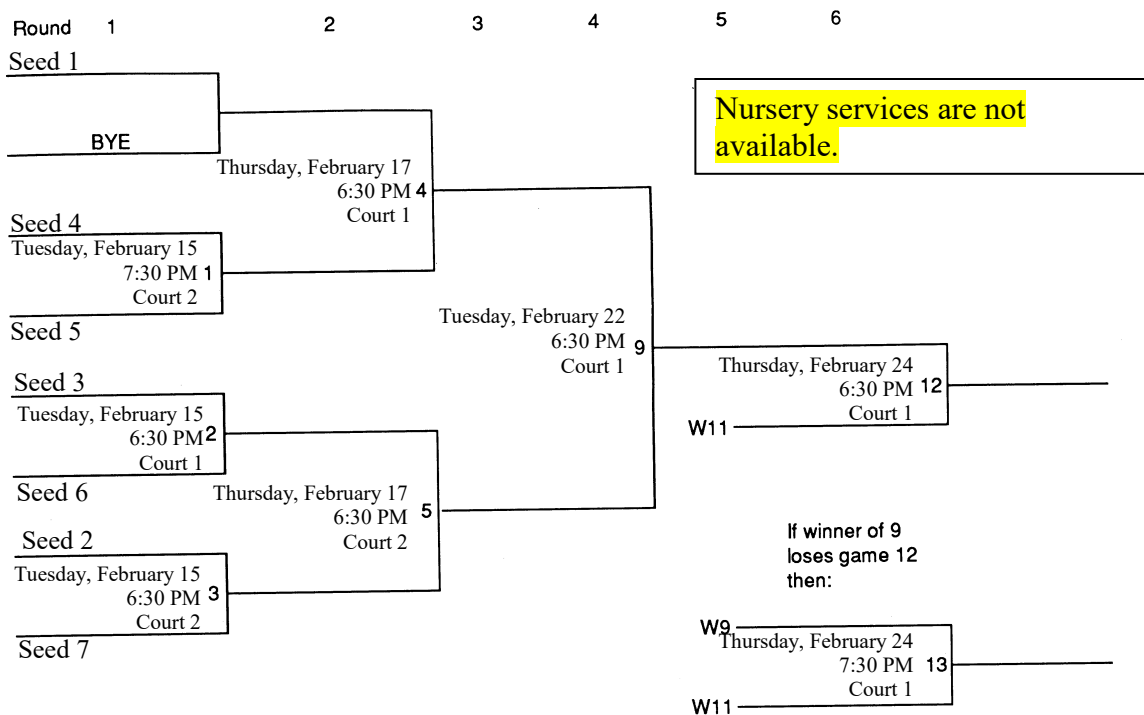 Round 1 2 3 4 5 6
Seed 1
Nursery services are not
available.
BYE
Thursday, February 17
6:30 PM 4
Court 1
Seed 4
Tuesday, February 15
7:30 PM 1
Court 2
Seed 5
Tuesday, February 22
6:30 PM 9
Court 1
Thursday, February 24
6:30 PM 12
Court 1
W11
Seed 3
Tuesday, February 15
6:30 PM 2
Court 1
Seed 6
Thursday, February 17
6:30 PM 5
Court 2
Seed 2
Tuesday, February 15
6:30 PM 3
Court 2
Seed 7
If winner of 9
loses game 12
then:
W9
Thursday, February 24
7:30 PM 13
Court 1
W11